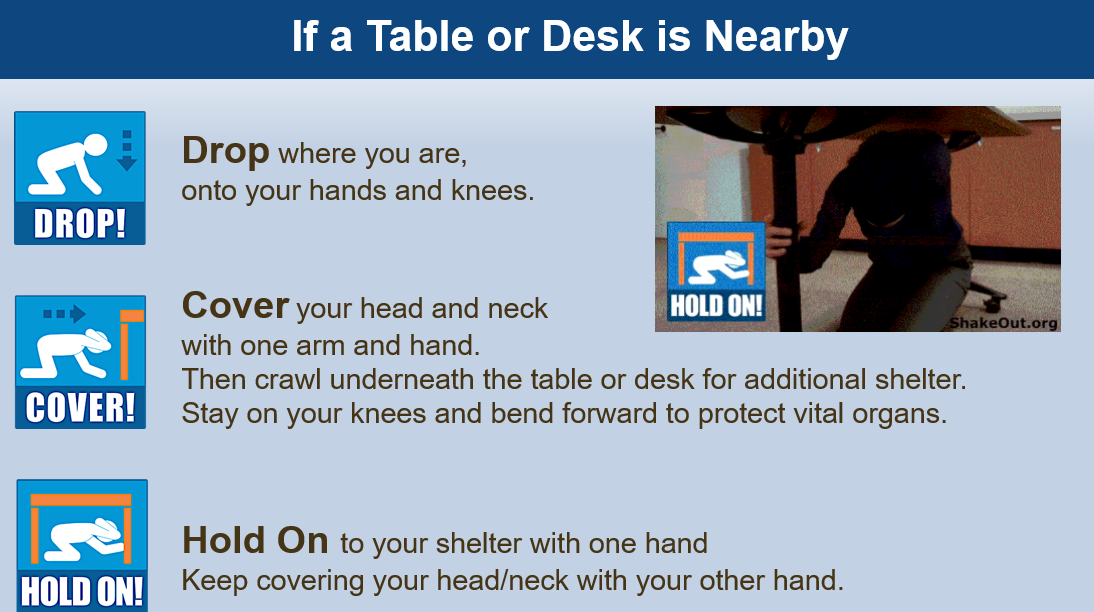 If a Table or Desk is Nearby
DROP!
Drop where you are,
onto your hands and knees.
HOLD ON!
ShakeOut.org
COVER!
Cover your head and neck
with one arm and hand.
Then crawl underneath the table or desk for additional shelter.
Stay on your knees and bend forward to protect vital organs.
HOLD ON!
Hold On to your shelter with one hand
Keep covering your head/neck with your other hand.